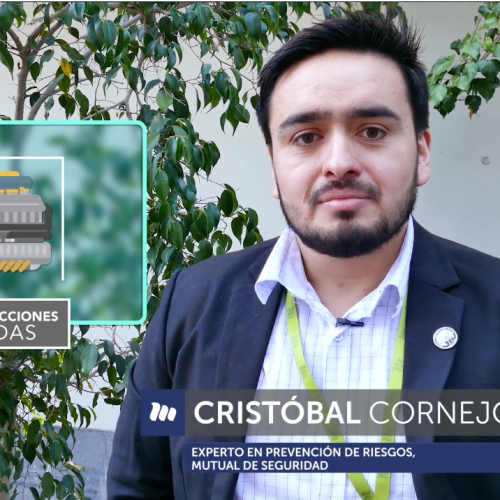 CCIONES
DAS
CRISTÓBAL CORNEJO
EXPERTO EN PREVENCIÓN DE RIESGOS,
MUTUAL DE SEGURIDAD